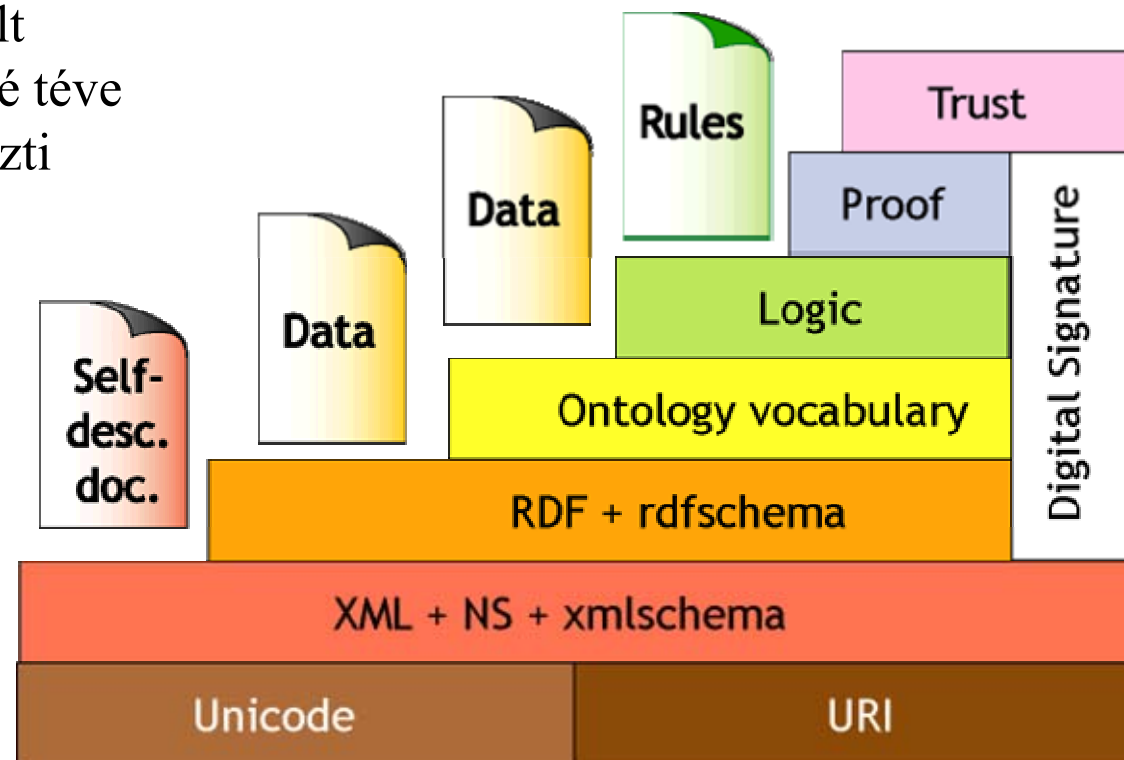 lt
é téve
zti
Rules
Trust
Data
Proof
Data
Logic
Self-
desc.
doc.
Ontology vocabulary
Digital Signature
RDF + rdfschema
XML + NS + xmlschema
Unicode
URI